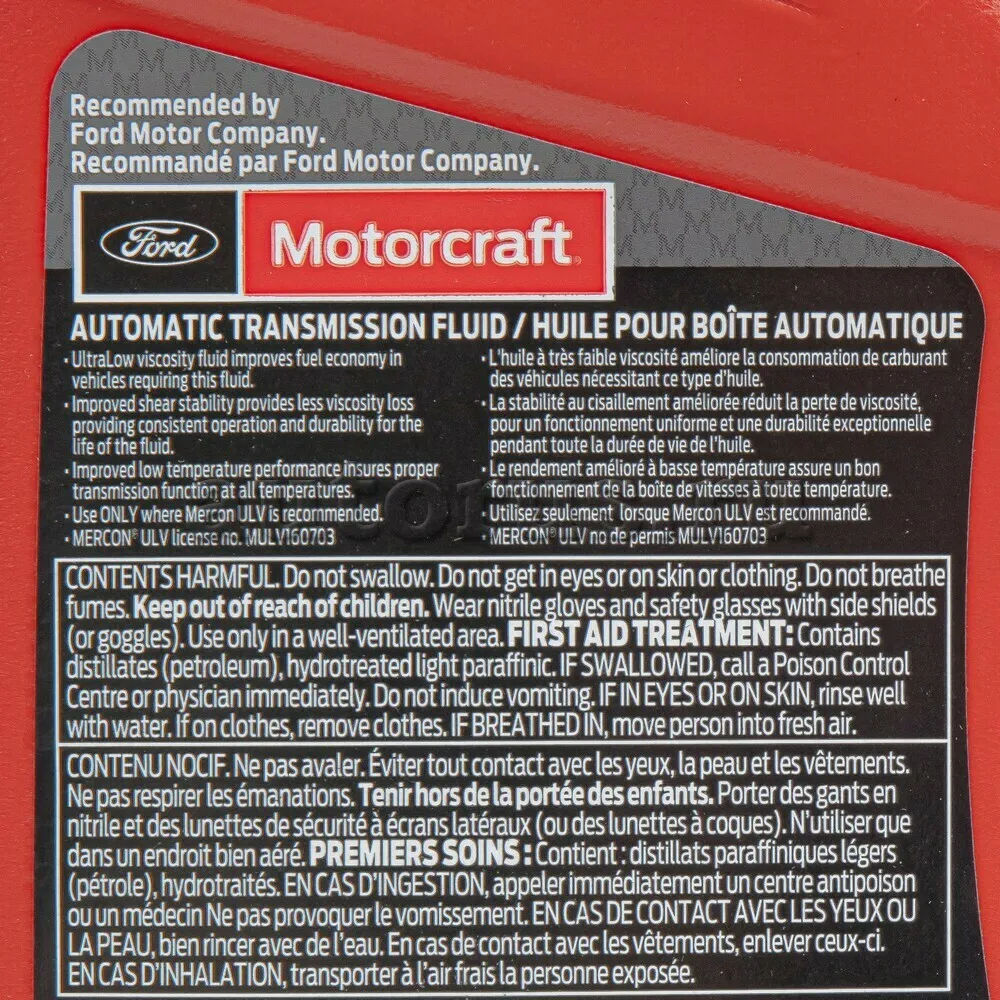 Recommended by
Ford Motor Company.
Recommandé par Ford Motor Company.
Ford
Motorcraft®
AUTOMATIC TRANSMISSION FLUID / HUILE POUR BOÎTE AUTOMATIQUE
• UltraLow viscosity fluid improves fuel economy in
vehicles requiring this fluid.
• Improved shear stability provides less viscosity loss
providing consistent operation and durability for the
life of the fluid.
• Improved low temperature performance insures proper
transmission function at all temperatures.
• Use ONLY where Mercon ULV is recommended.
• MERCON® ULV license no. MULV160703
• L'huile à très faible viscosité améliore la consommation de carburant
des véhicules nécessitant ce type d'huile.
• La stabilité au cisaillement améliorée réduit la perte de viscosité,
pour un fonctionnement uniforme et une durabilité exceptionnelle
pendant toute la durée de vie de l'huile.
• Le rendement amélioré à basse température assure un bon
fonctionnement de la boîte de vitesses à toute température.
• Utilisez seulement lorsque Mercon ULV est recommandé.
• MERCON® ULV no de permis MULV160703
CONTENTS HARMFUL. Do not swallow. Do not get in eyes or on skin or clothing. Do not breathe
fumes. Keep out of reach of children. Wear nitrile gloves and safety glasses with side shields
(or goggles). Use only in a well-ventilated area. FIRST AID TREATMENT: Contains
distillates (petroleum), hydrotreated light paraffinic. IF SWALLOWED, call a Poison Control
Centre or physician immediately. Do not induce vomiting. IF IN EYES OR ON SKIN, rinse well
with water. If on clothes, remove clothes. IF BREATHED IN, move person into fresh air.
CONTENU NOCIF. Ne pas avaler. Éviter tout contact avec les yeux, la peau et les vêtements.
Ne pas respirer les émanations. Tenir hors de la portée des enfants. Porter des gants en
nitrile et des lunettes de sécurité à écrans latéraux (ou des lunettes à coques). N'utiliser que
dans un endroit bien aéré. PREMIERS SOINS : Contient : distillats paraffiniques légers
(pétrole), hydrotraités. EN CAS D'INGESTION, appeler immédiatement un centre antipoison
ou un médecin Ne pas provoquer le vomissement. EN CAS DE CONTACT AVEC LES YEUX OU
LA PEAU, bien rincer avec de l'eau. En cas de contact avec les vêtements, enlever ceux-ci.
EN CAS D'INHALATION, transporter à l'air frais la personne exposée.